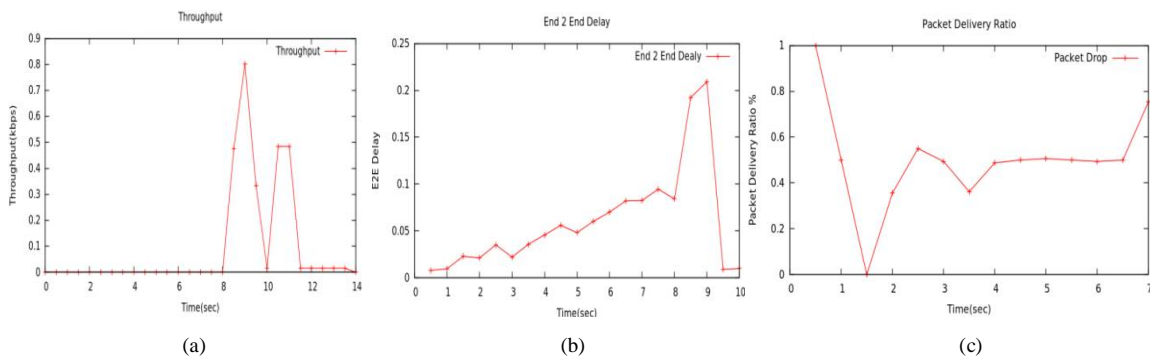 Throughput
Throughput
Throughput(kbps)
0.9
0.8
0.7
0.6
0.5
0.4
0.3
0.2
0.1
0
0 2 4 6 8 10 12 14
Time(sec)
(a)
End 2 End Delay
End 2 End Dealy
E2E Delay
0.25
0.2
0.15
0.1
0.05
0
0 1 2 3 4 5 6 7 8 9 10
Time(sec)
(b)
Packet Delivery Ratio
Packet Drop
Packet Delivery Ratio %
1
0.8
0.6
0.4
0.2
0
0 1 2 3 4 5 6 7
Time(sec)
(c)